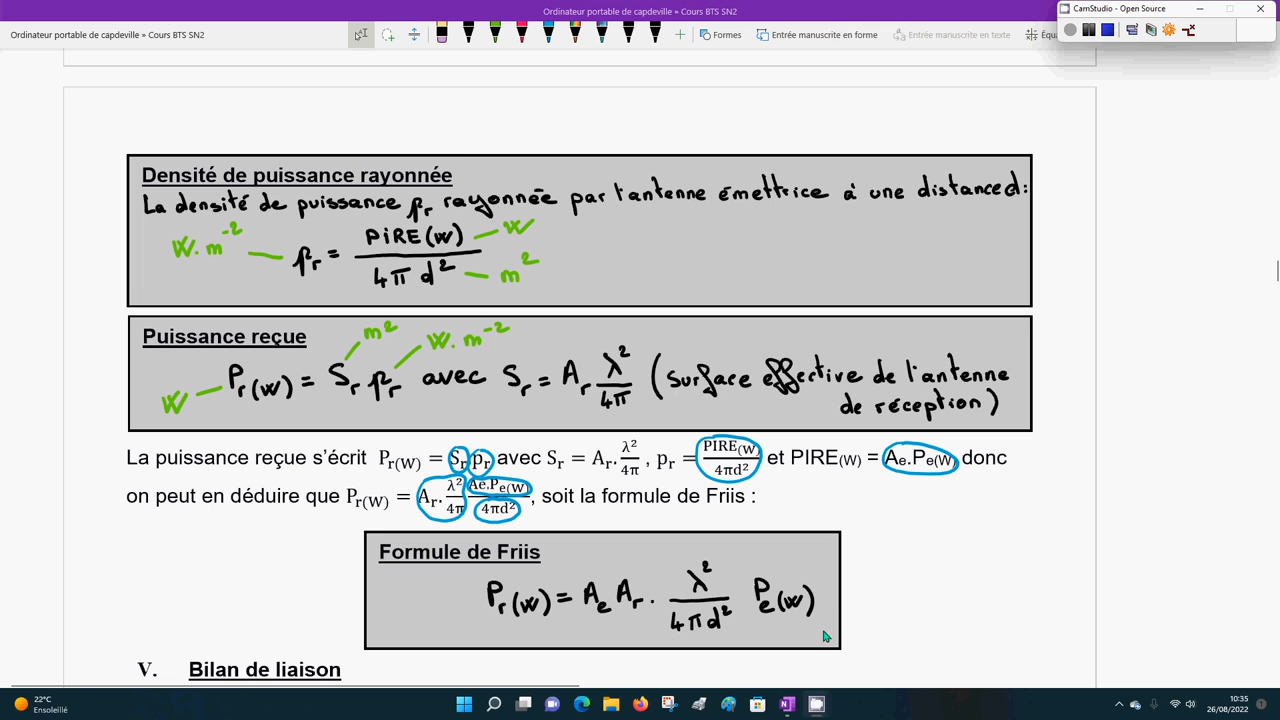 Ordinateur portable de capdeville » Cours BTS SN2
CamStudio - Open Source
Ordinateur portable de capdeville » Cours BTS SN2
Formes
Entrée manuscrite en forme
Entrée manuscrite en texte
Équa
Densité de puissance rayonnée
La densité de puissance pr rayonnée par l'antenne émettrice à une distance d:
W.m⁻² pr = PiRE(W) / 4π d² W m²
Puissance reçue
m² W.m⁻²
W Pr(W) = Sr pr avec Sr = Ar λ²/4π (surface effective de l'antenne
de réception)
La puissance reçue s'écrit Pr(W) = Sr pr avec Sr = Ar. λ²/4π , pr = PIRE(W)/4πd² et PIRE(W) = Ae.Pe(W) donc
on peut en déduire que Pr(W) = Ar. λ²/4π Ae.Pe(W)/4πd² , soit la formule de Friis :
Formule de Friis
Pr(W) = Ae Ar . λ²/4πd² Pe(W)
V. Bilan de liaison
22°C
Ensoleillé
10:35
26/08/2022